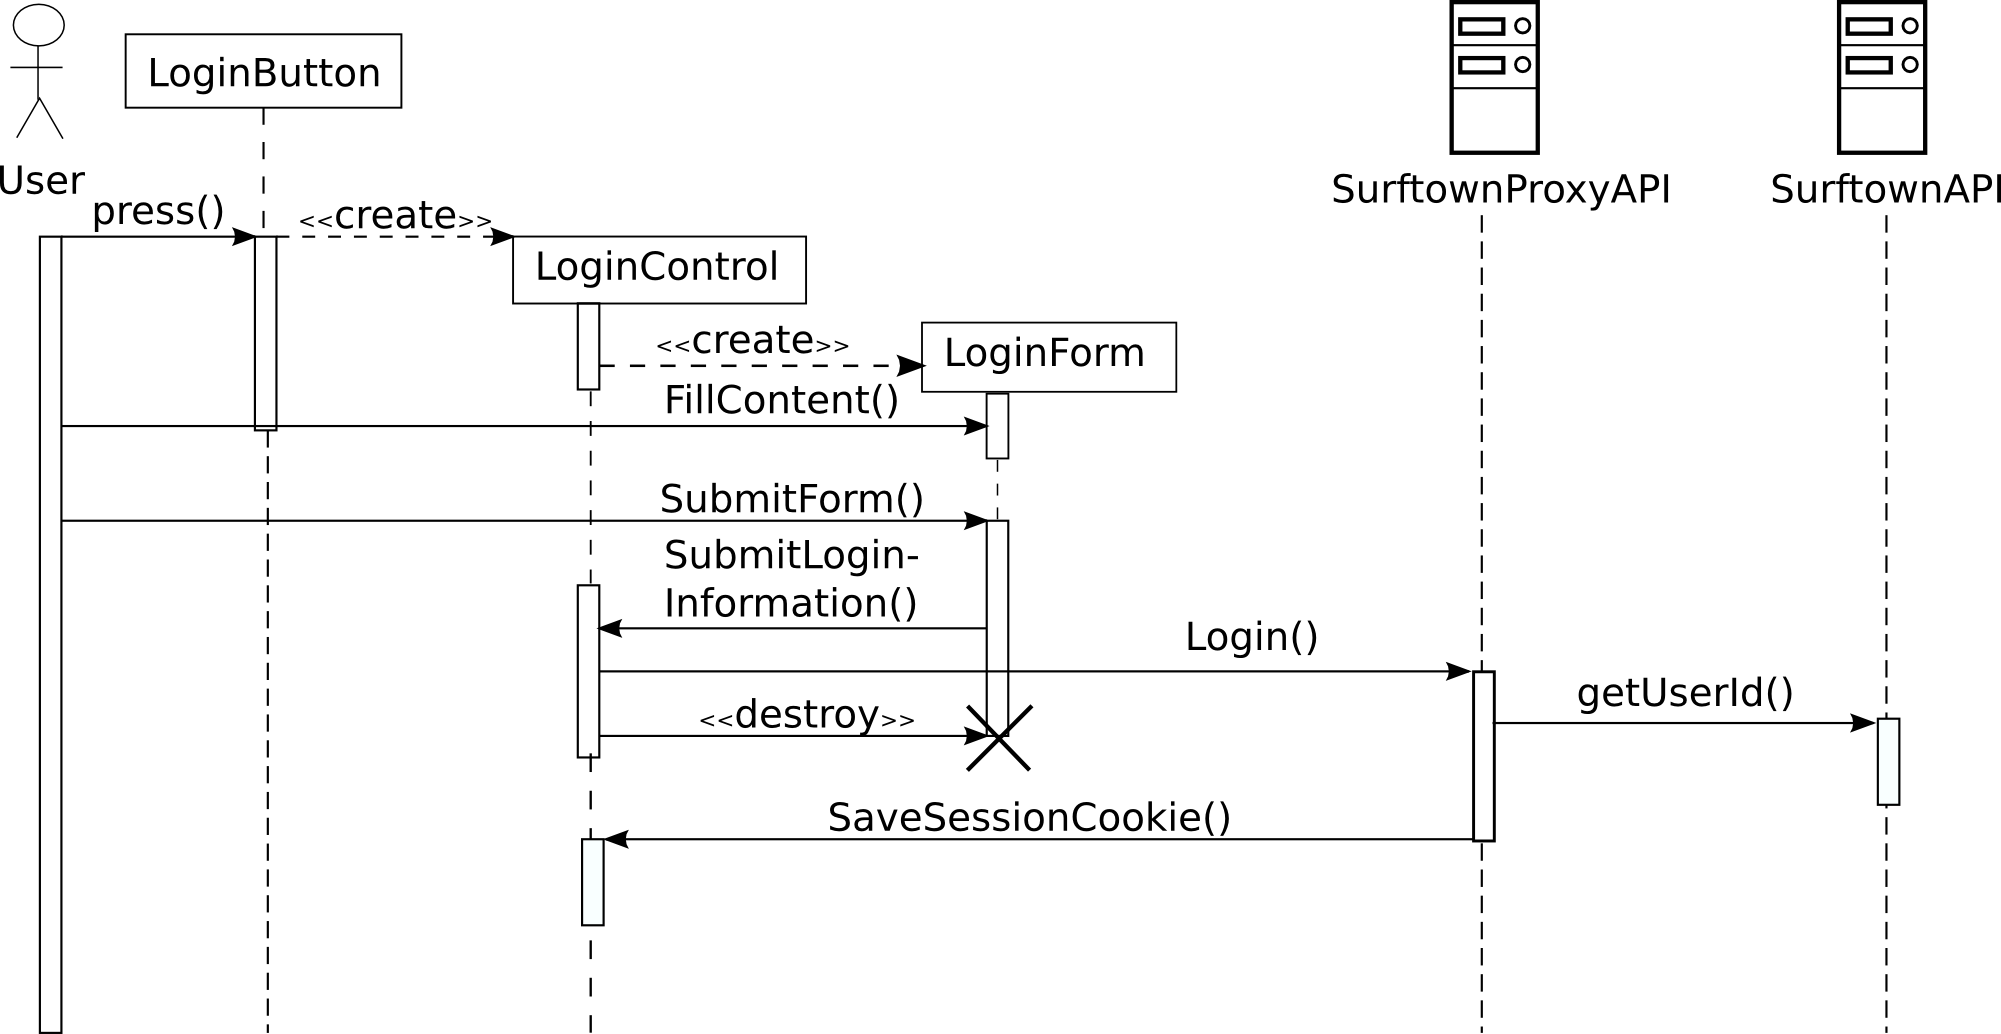 LoginButton
User
SurftownProxyAPI
SurftownAPI
press()
<<create>>
LoginControl
<<create>>
LoginForm
FillContent()
SubmitForm()
SubmitLogin-
Information()
Login()
getUserId()
<<destroy>>
SaveSessionCookie()